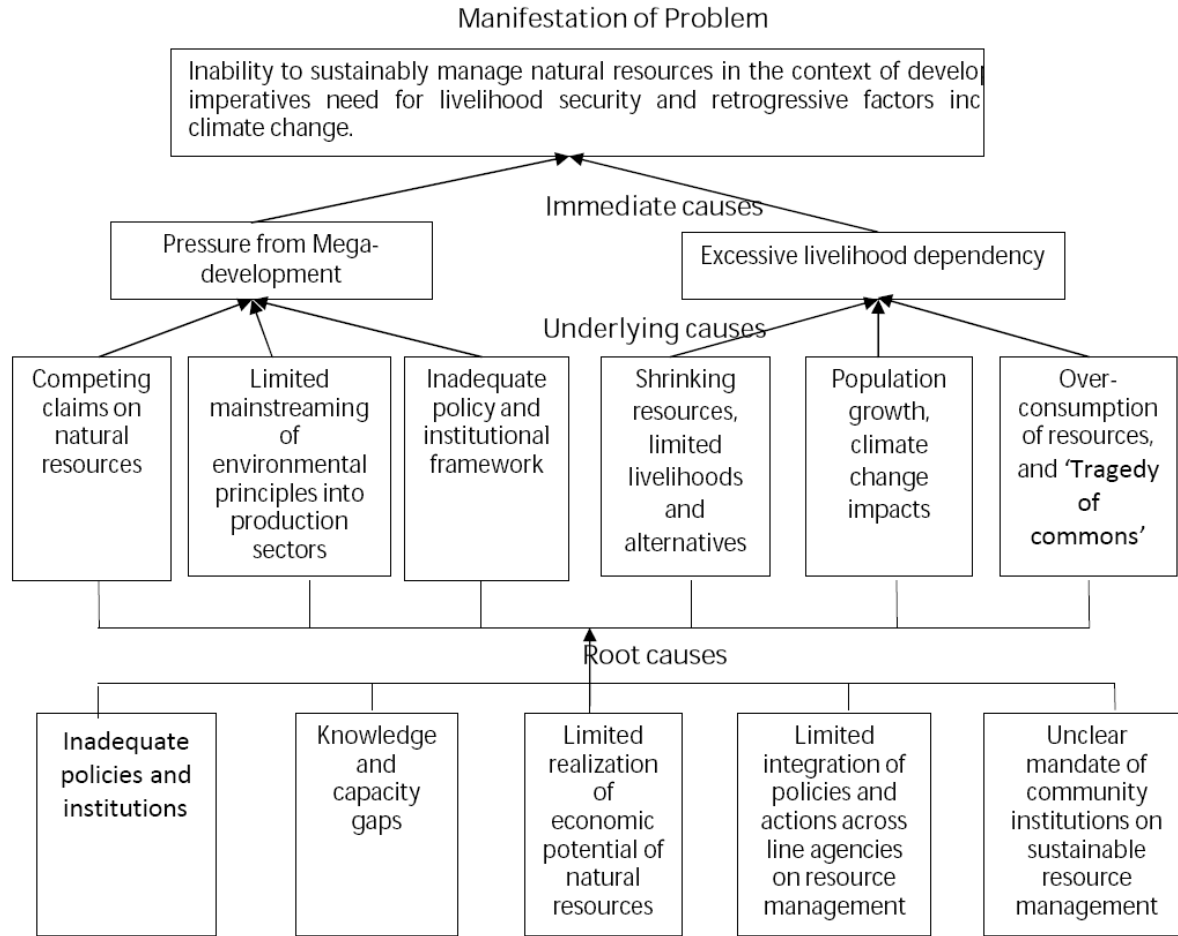 Manifestation of Problem
Inability to sustainably manage natural resources in the context of
imperatives need for livelihood security and retrogressive factors
climate change.
Immediate causes
Pressure from Mega-
development
Excessive livelihood dependency
Underlying causes
Competing
claims on
natural
resources
Limited
mainstreaming
of
environmental
principles into
production
sectors
Inadequate
policy and
institutional
framework
Shrinking
resources,
limited
livelihoods
and
alternatives
Population
growth,
climate
change
impacts
Over-
consumption
of resources,
and ‘Tragedy
of
commons’
Root causes
Inadequate
policies and
institutions
Knowledge
and
capacity
gaps
Limited
realization
of
economic
potential of
natural
resources
Limited
integration of
policies and
actions across
line agencies
on resource
management
Unclear
mandate of
community
institutions on
sustainable
resource
management